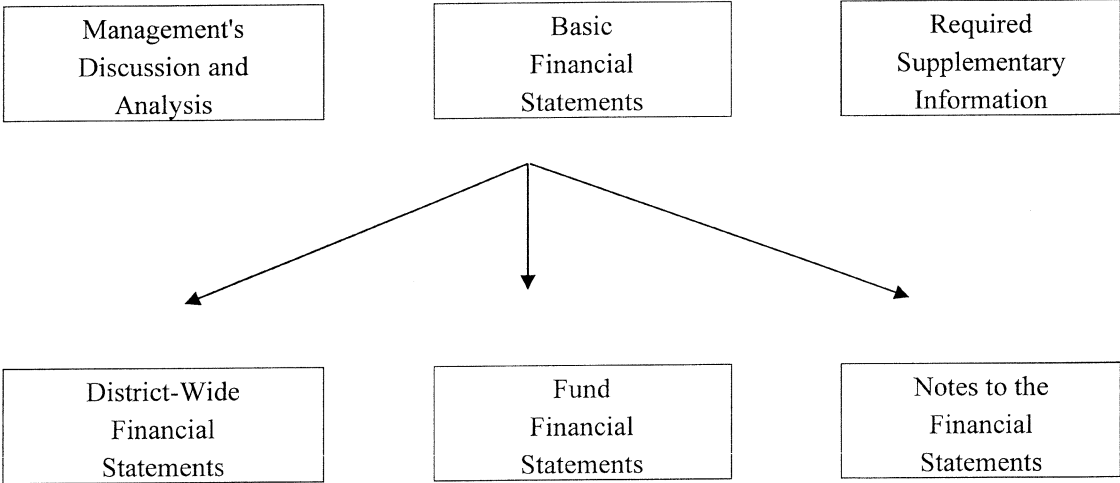 Management's
Discussion and
Analysis
Basic
Financial
Statements
Required
Supplementary
Information
District-Wide
Financial
Statements
Fund
Financial
Statements
Notes to the
Financial
Statements